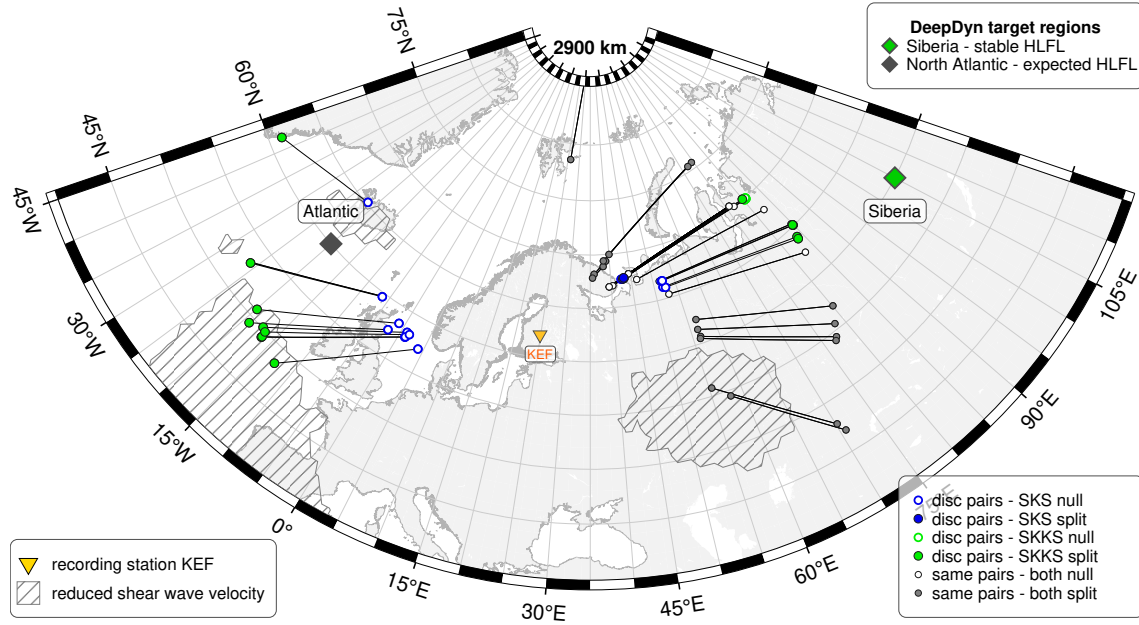 75°N
2900 km
DeepDyn target regions
Siberia - stable HLFL
North Atlantic - expected HLFL
60°N
45°N
45°W
Atlantic
Siberia
105°E
30°W
KEF
90°E
15°W
75°E
0°
60°E
15°E
45°E
30°E
recording station KEF
reduced shear wave velocity
disc pairs - SKS null
disc pairs - SKS split
disc pairs - SKKS null
disc pairs - SKKS split
same pairs - both null
same pairs - both split